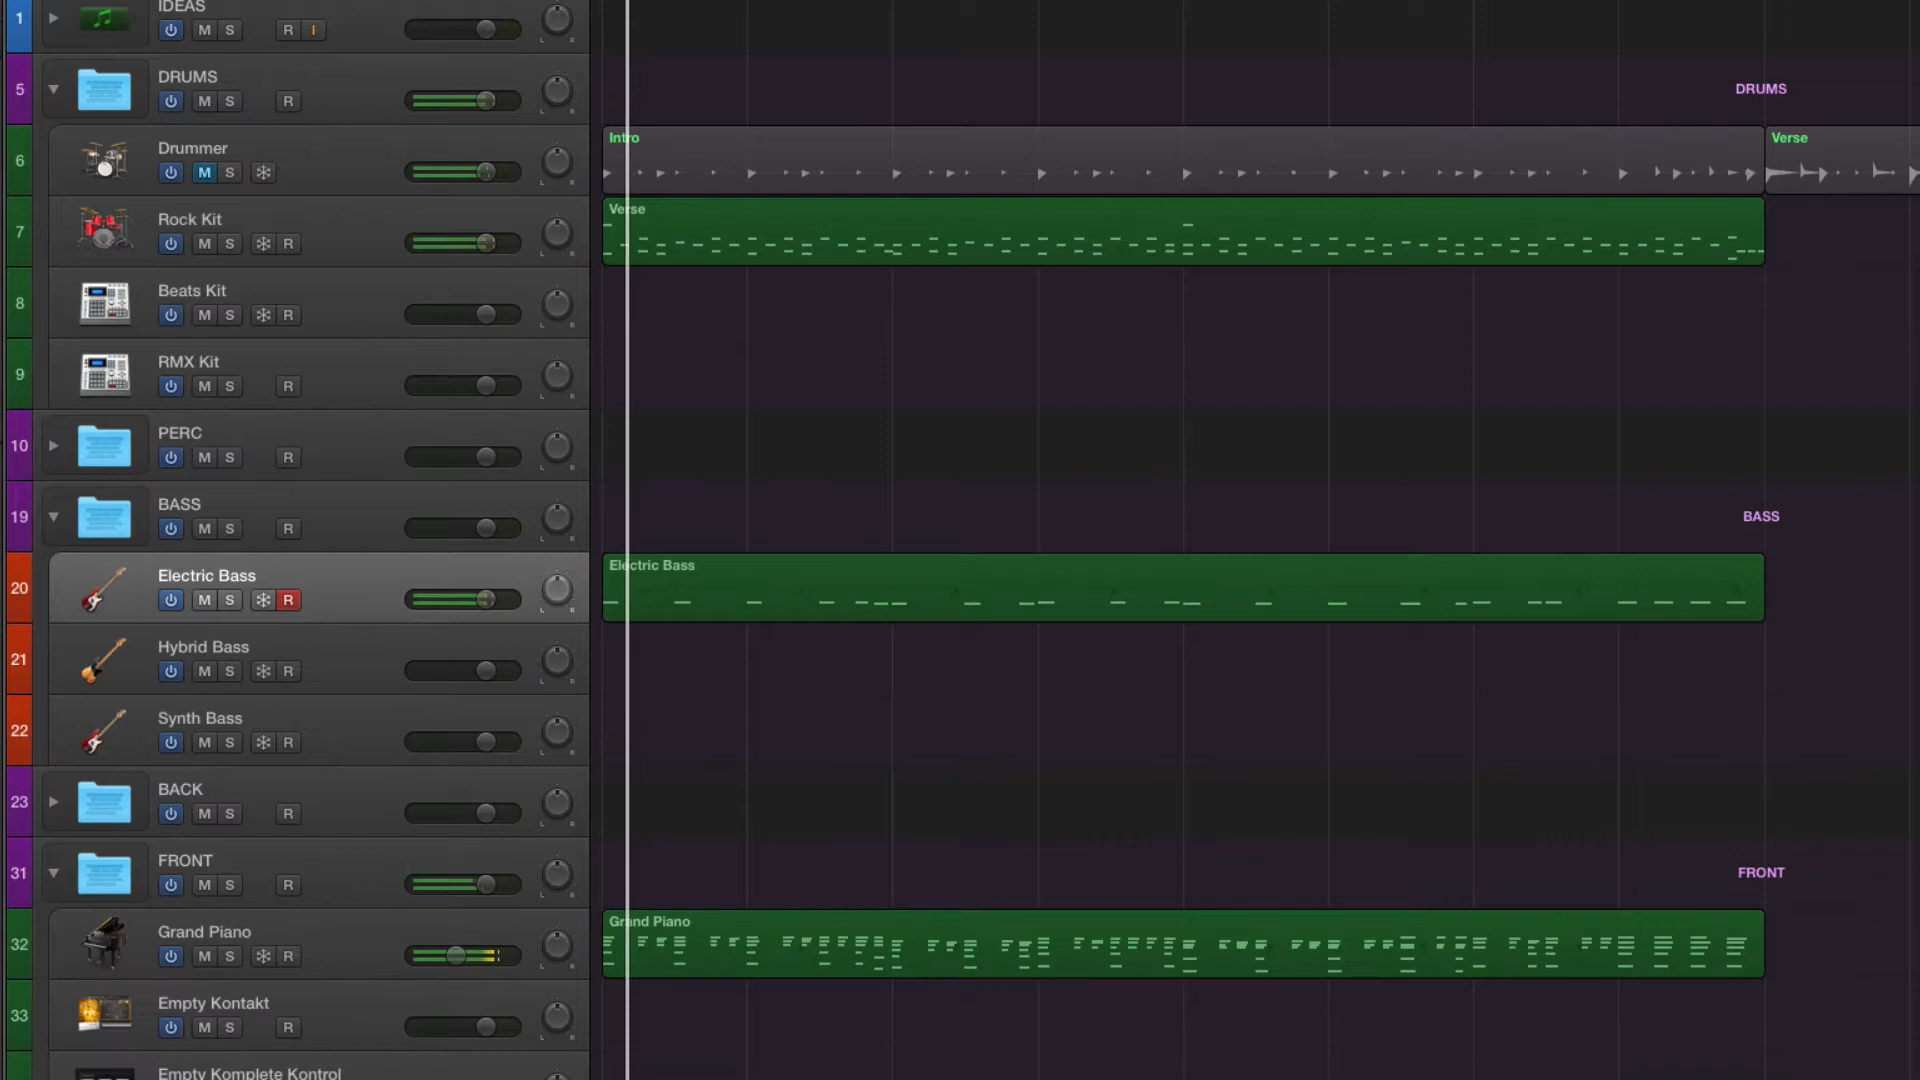 1
IDEAS
M S R I
5
DRUMS
M S R
DRUMS
6
Drummer
M S
Intro
Verse
7
Rock Kit
M S R
Verse
8
Beats Kit
M S R
9
RMX Kit
M S R
10
PERC
M S R
19
BASS
M S R
BASS
20
Electric Bass
M S R
Electric Bass
21
Hybrid Bass
M S R
22
Synth Bass
M S R
23
BACK
M S R
31
FRONT
M S R
FRONT
32
Grand Piano
M S R
Grand Piano
33
Empty Kontakt
M S R
Empty Komplete Kontrol